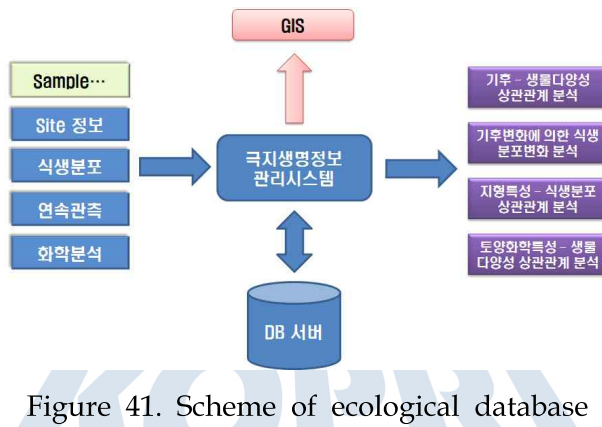 GIS
Sample…
Site 정보
식생분포
연속관측
화학분석
극지생명정보
관리시스템
DB 서버
기후 – 생물다양성
상관관계 분석
기후변화에 의한 식생
분포변화 분석
지형특성 – 식생분포
상관관계 분석
토양화학특성 – 생물
다양성 상관관계 분석
KOPRI
Figure 41. Scheme of ecological database